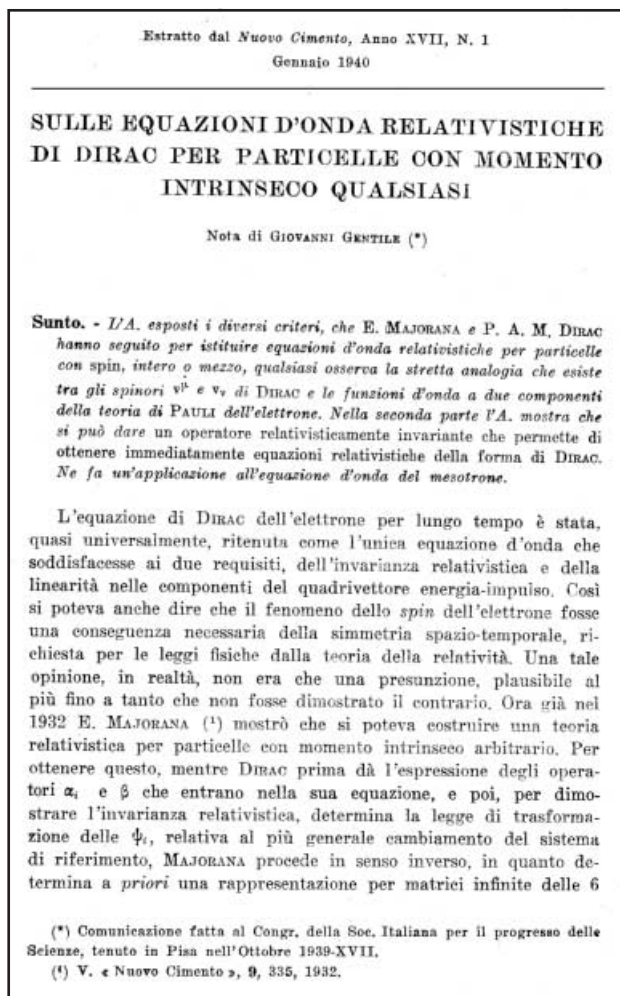 Estratto dal Nuovo Cimento, Anno XVII, N. 1
Gennaio 1940
SULLE EQUAZIONI D'ONDA RELATIVISTICHE
DI DIRAC PER PARTICELLE CON MOMENTO
INTRINSECO QUALSIASI
Nota di GIOVANNI GENTILE (*)
Sunto. - L'A. esposti i diversi criteri, che E. MAJORANA e P. A. M, DIRAC
hanno seguito per istituire equazioni d'onda relativistiche per particelle
con spin, intero o mezzo, qualsiasi osserva la stretta analogia che esiste
tra gli spinori vᵘ e vᵥ di DIRAC e le funzioni d'onda a due componenti
della teoria di PAULI dell'elettrone. Nella seconda parte l'A. mostra che
si può dare un operatore relativisticamente invariante che permette di
ottenere immediatamente equazioni relativistiche della forma di DIRAC.
Ne fa un'applicazione all'equazione d'onda del mesotrone.
L'equazione di DIRAC dell'elettrone per lungo tempo è stata,
quasi universalmente, ritenuta come l'unica equazione d'onda che
soddisfacesse ai due requisiti, dell'invarianza relativistica e della
linearità nelle componenti del quadrivettore energia-impulso. Così
si poteva anche dire che il fenomeno dello spin dell'elettrone fosse
una conseguenza necessaria della simmetria spazio-temporale, ri-
chiesta per le leggi fisiche dalla teoria della relatività. Una tale
opinione, in realtà, non era che una presunzione, plausibile al
più fino a tanto che non fosse dimostrato il contrario. Ora già nel
1932 E. MAJORANA (¹) mostrò che si poteva costruire una teoria
relativistica per particelle con momento intrinseco arbitrario. Per
ottenere questo, mentre DIRAC prima dà l'espressione degli opera-
tori αᵢ e β che entrano nella sua equazione, e poi, per dimo-
strare l'invarianza relativistica, determina la legge di trasforma-
zione delle ψᵢ, relativa al più generale cambiamento del sistema
di riferimento, MAJORANA procede in senso inverso, in quanto de-
termina a priori una rappresentazione per matrici infinite delle 6
(*) Comunicazione fatta al Congr. della Soc. Italiana per il progresso delle
Scienze, tenuto in Pisa nell'Ottobre 1939-XVII.
(¹) V. « Nuovo Cimento », 9, 335, 1932.